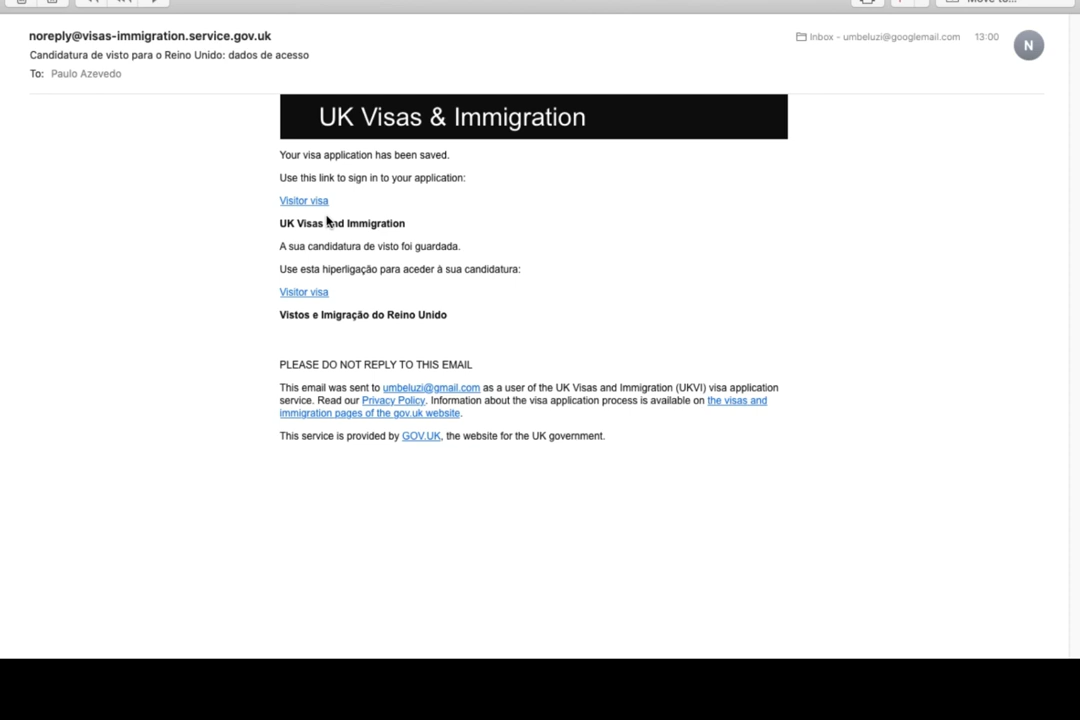 noreply@visas-immigration.service.gov.uk
Inbox - umbeluzi@googlemail.com 13:00
N
Candidatura de visto para o Reino Unido: dados de acesso
To: Paulo Azevedo
UK Visas & Immigration
Your visa application has been saved.
Use this link to sign in to your application:
Visitor visa
UK Visas and Immigration
A sua candidatura de visto foi guardada.
Use esta hiperligação para aceder à sua candidatura:
Visitor visa
Vistos e Imigração do Reino Unido
PLEASE DO NOT REPLY TO THIS EMAIL
This email was sent to umbeluzi@gmail.com as a user of the UK Visas and Immigration (UKVI) visa application
service. Read our Privacy Policy. Information about the visa application process is available on the visas and
immigration pages of the gov.uk website.
This service is provided by GOV.UK, the website for the UK government.